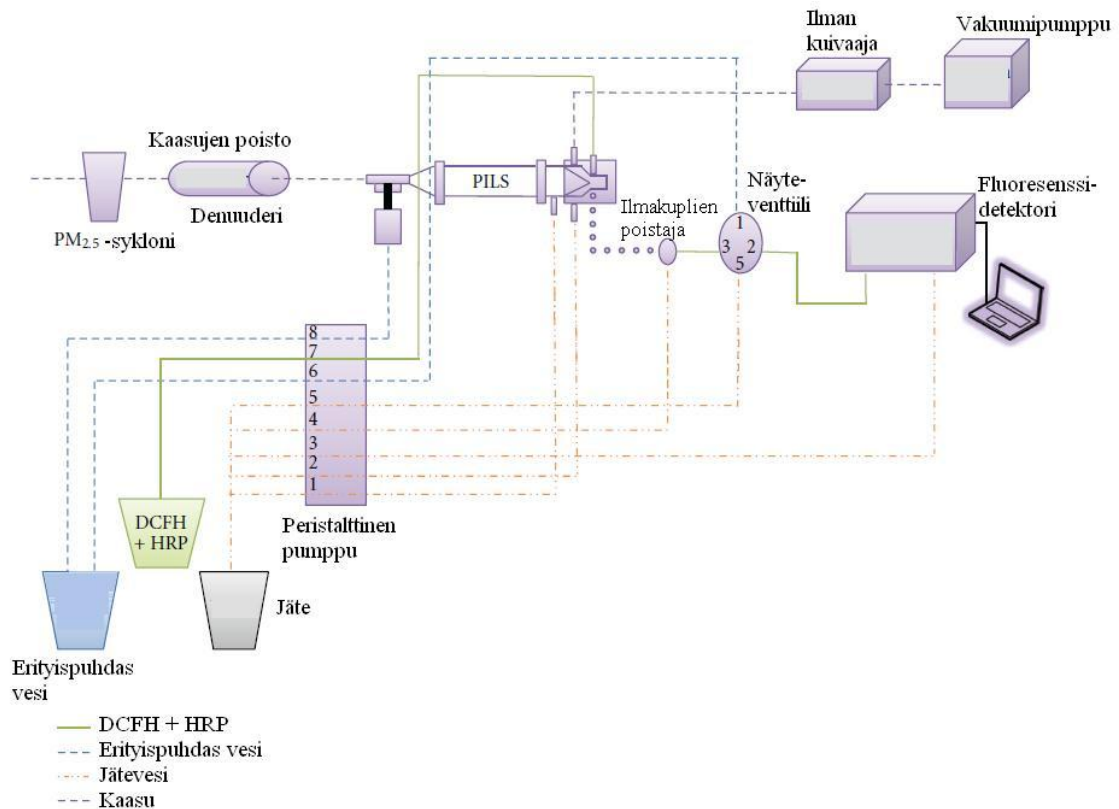 Ilman
kuivaaja
Vakuumipumppu
Kaasujen poisto
PILS
Näyte-
venttiili
Fluoresenssi-
detektori
Denuuderi
PM2.5 -sykloni
Ilmakuplien
poistaja
1
3 2
5
8
7
6
5
4
3
2
1
DCFH
+ HRP
Peristalttinen
pumppu
Jäte
Erityispuhdas
vesi
DCFH + HRP
Erityispuhdas vesi
Jätevesi
Kaasu